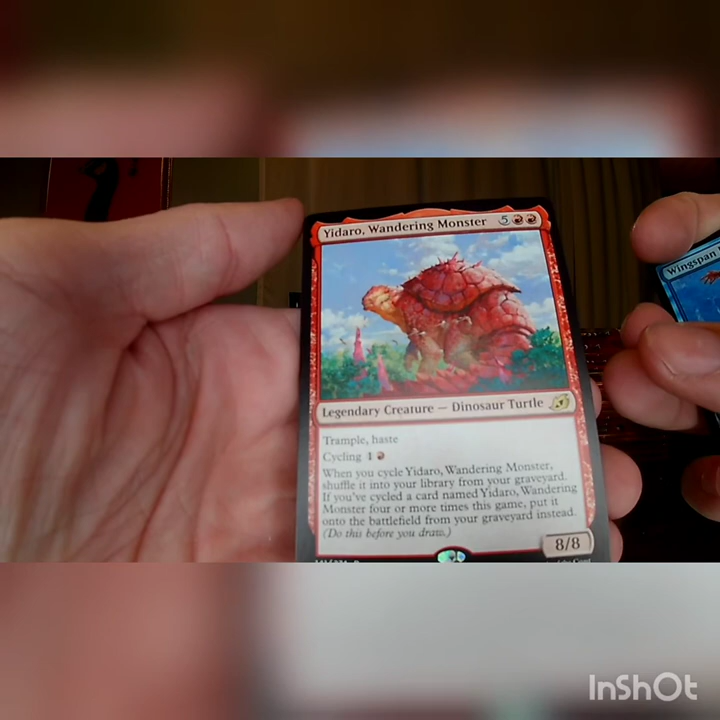 Yidaro, Wandering Monster 5
Wingspan
Legendary Creature — Dinosaur Turtle
Trample, haste
Cycling 1
When you cycle Yidaro, Wandering Monster,
shuffle it into your library from your graveyard.
If you've cycled a card named Yidaro, Wandering
Monster four or more times this game, put it
onto the battlefield from your graveyard instead.
(Do this before you draw.)
8/8
InShOt